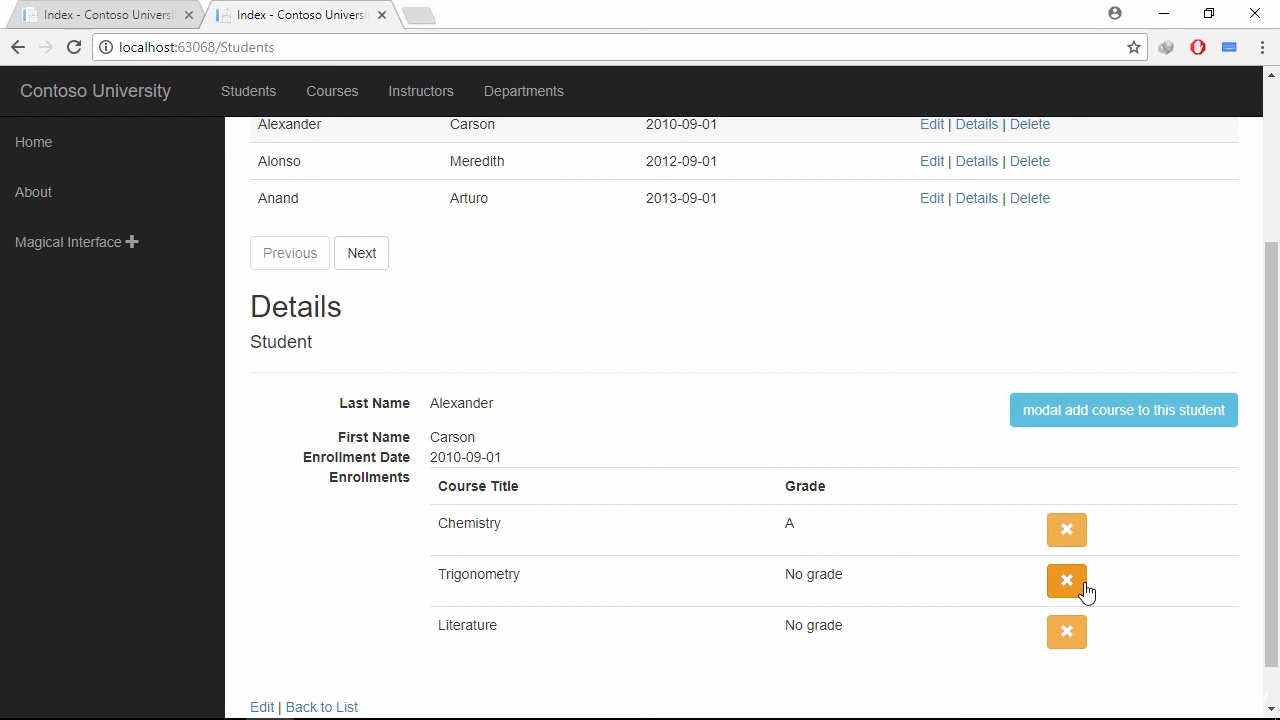 Index - Contoso Universi
Index - Contoso Universi
localhost:63068/Students
Contoso University Students Courses Instructors Departments
Home
About
Magical Interface
Alexander Carson 2010-09-01 Edit | Details | Delete
Alonso Meredith 2012-09-01 Edit | Details | Delete
Anand Arturo 2013-09-01 Edit | Details | Delete
Previous Next
Details
Student
Last Name Alexander
modal add course to this student
First Name Carson
Enrollment Date 2010-09-01
Enrollments
Course Title Grade
Chemistry A
Trigonometry No grade
Literature No grade
Edit | Back to List